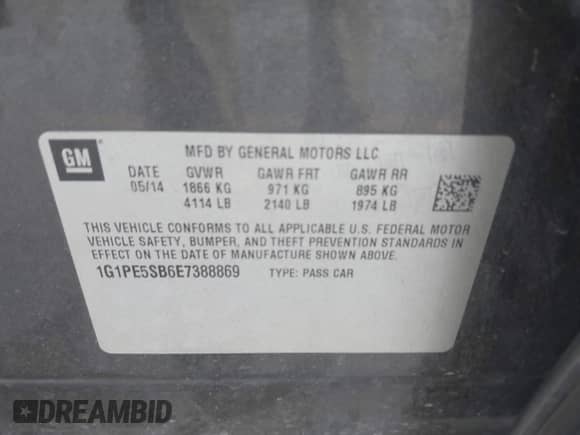 GM
MFD BY GENERAL MOTORS LLC
DATE GVWR GAWR FRT GAWR RR
05/14 1866 KG 971 KG 895 KG
4114 LB 2140 LB 1974 LB
THIS VEHICLE CONFORMS TO ALL APPLICABLE U.S. FEDERAL MOTOR
VEHICLE SAFETY, BUMPER, AND THEFT PREVENTION STANDARDS IN
EFFECT ON THE DATE OF MANUFACTURE SHOWN ABOVE.
1G1PE5SB6E7388869 TYPE: PASS CAR
DREAMBID